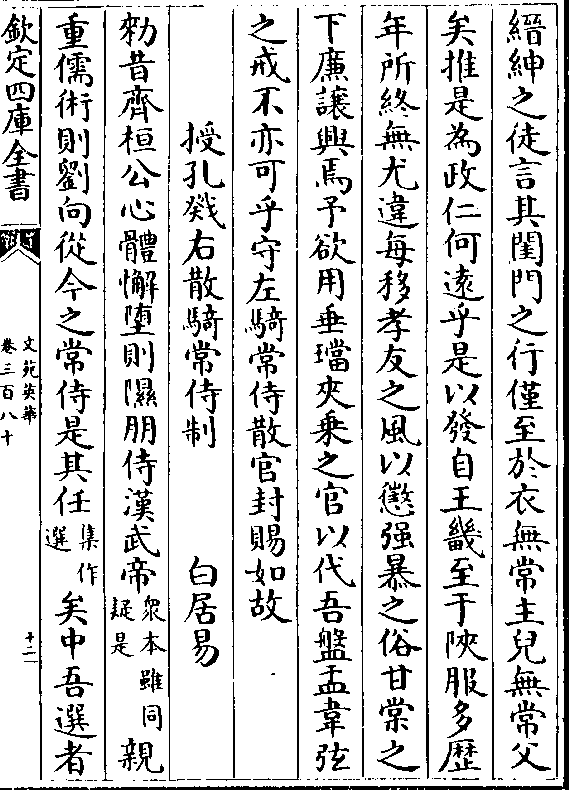 縉紳之徒言其閨門之行僅至於衣無常主兒無常父
矣推是為政仁何遠乎是以發自王畿至于陜服多歴
年所終無尤違每移孝友之風以懲强暴之俗甘棠之
下廉讓興焉予欲用垂璫夾乗之官以代吾盤盂韋弦
之戒不亦可乎守左騎常侍散官封賜如故
授孔戣右散騎常侍制 白居易
勑昔齊桓公心體懈墮則隰朋侍漢武帝衆本雖同疑是親
重儒術則劉向從今之常侍是其任集作選矣中吾選者
欽定四庫全書
文苑英華
卷三百八十
十二